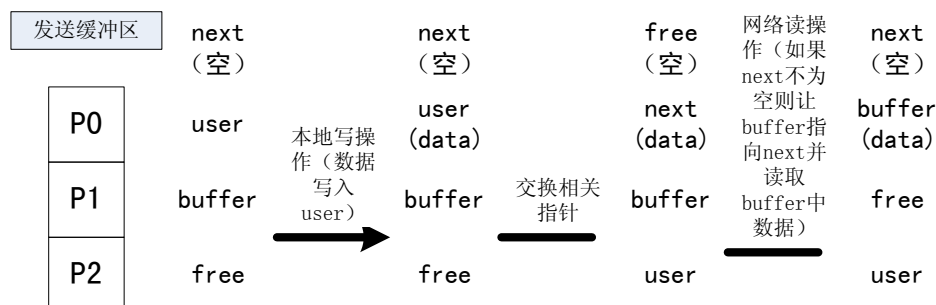 发送缓冲区
next
（空）
next
（空）
free
（空）
next
（空）
P0
user
user
(data)
next
(data)
buffer
(data)
P1
buffer
buffer
buffer
free
P2
free
free
user
user
本地写操
作（数据
写入
user）
交换相关
指针
网络读操
作（如果
next不为
空则让
buffer指
向next并
读取
buffer中
数据）